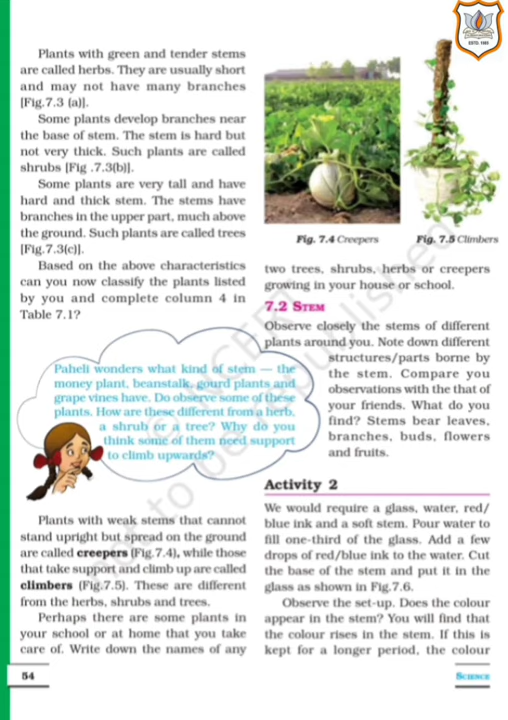 ESTD. 1983
Plants with green and tender stems
are called herbs. They are usually short
and may not have many branches
[Fig.7.3 (a)].
Some plants develop branches near
the base of stem. The stem is hard but
not very thick. Such plants are called
shrubs [Fig .7.3(b)].
Some plants are very tall and have
hard and thick stem. The stems have
branches in the upper part, much above
the ground. Such plants are called trees
[Fig.7.3(c)].
Based on the above characteristics
can you now classify the plants listed
by you and complete column 4 in
Table 7.1?
Paheli wonders what kind of stem — the
money plant, beanstalk, gourd plants and
grape vines have. Do observe some of these
plants. How are these different from a herb,
a shrub or a tree? Why do you
think some of them need support
to climb upwards?
Plants with weak stems that cannot
stand upright but spread on the ground
are called creepers (Fig.7.4), while those
that take support and climb up are called
climbers (Fig.7.5). These are different
from the herbs, shrubs and trees.
Perhaps there are some plants in
your school or at home that you take
care of. Write down the names of any
Fig. 7.4 Creepers
Fig. 7.5 Climbers
two trees, shrubs, herbs or creepers
growing in your house or school.
7.2 STEM
Observe closely the stems of different
plants around you. Note down different
structures/parts borne by
the stem. Compare you
observations with the that of
your friends. What do you
find? Stems bear leaves,
branches, buds, flowers
and fruits.
Activity 2
We would require a glass, water, red/
blue ink and a soft stem. Pour water to
fill one-third of the glass. Add a few
drops of red/blue ink to the water. Cut
the base of the stem and put it in the
glass as shown in Fig.7.6.
Observe the set-up. Does the colour
appear in the stem? You will find that
the colour rises in the stem. If this is
kept for a longer period, the colour
54
SCIENCE
© NCERT
not to be republished